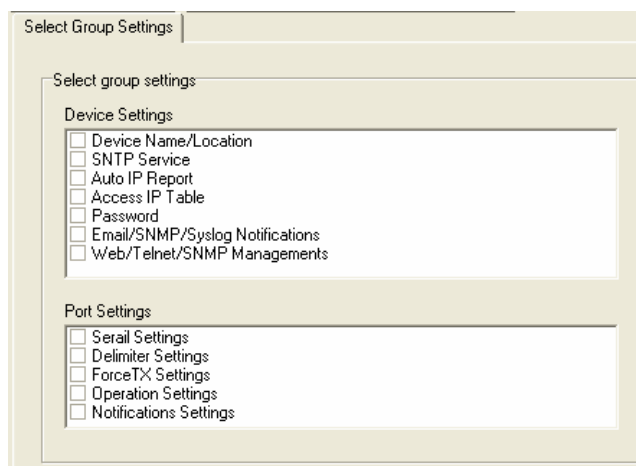 Select Group Settings
Select group settings
Device Settings
Device Name/Location
SNTP Service
Auto IP Report
Access IP Table
Password
Email/SNMP/Syslog Notifications
Web/Telnet/SNMP Managements
Port Settings
Serail Settings
Delimiter Settings
ForceTX Settings
Operation Settings
Notifications Settings